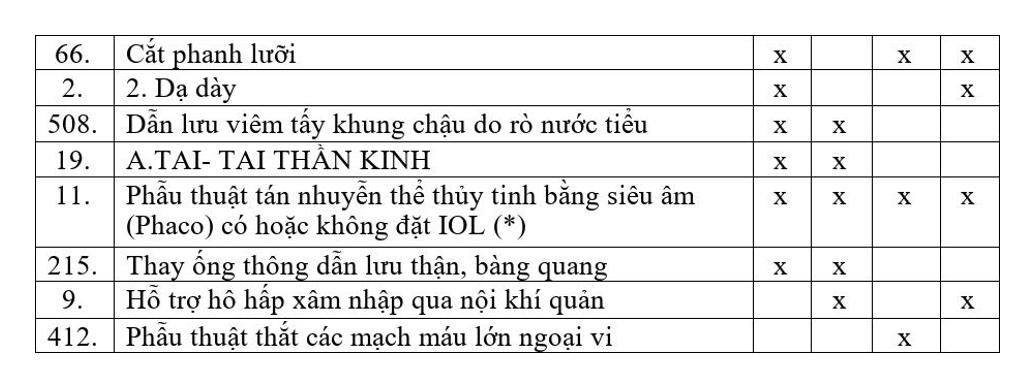 66. Cắt phanh lưỡi x x x
2. 2. Dạ dày x x
508. Dẫn lưu viêm tấy khung chậu do rò nước tiểu x x
19. A.TAI- TAI THẦN KINH x x
11. Phẫu thuật tán nhuyễn thể thủy tinh bằng siêu âm x x x x
(Phaco) có hoặc không đặt IOL (*)
215. Thay ống thông dẫn lưu thận, bàng quang x x
9. Hỗ trợ hô hấp xâm nhập qua nội khí quản x x
412. Phẫu thuật thắt các mạch máu lớn ngoại vi x